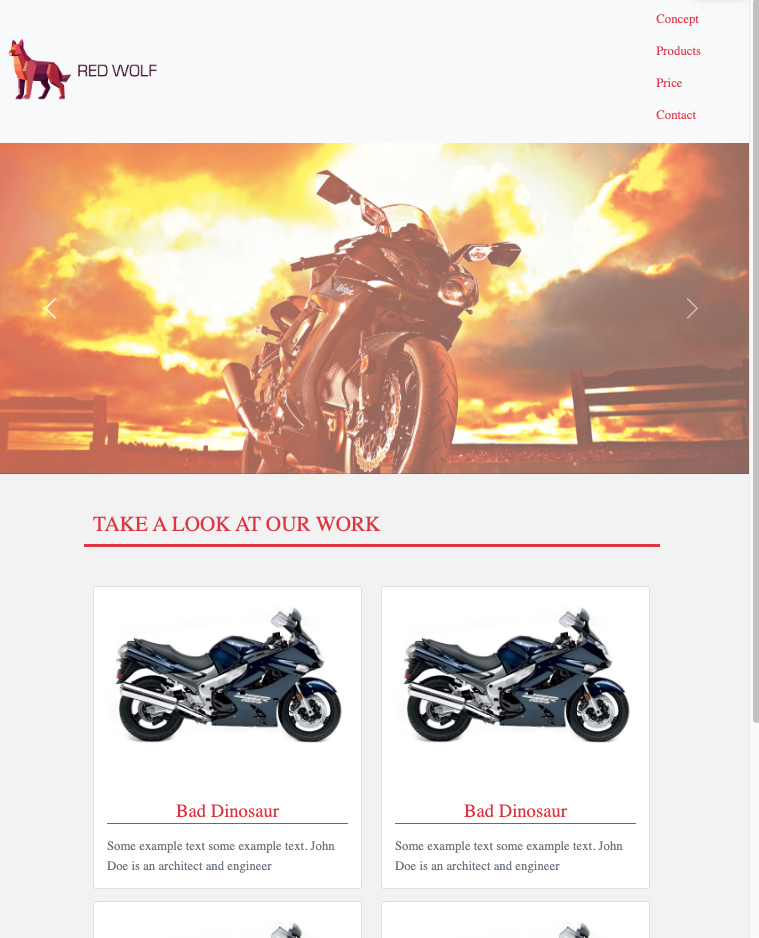 Concept
RED WOLF
Products
Price
Contact
Ninja
TAKE A LOOK AT OUR WORK
Bad Dinosaur
Some example text some example text. John
Doe is an architect and engineer
Bad Dinosaur
Some example text some example text. John
Doe is an architect and engineer